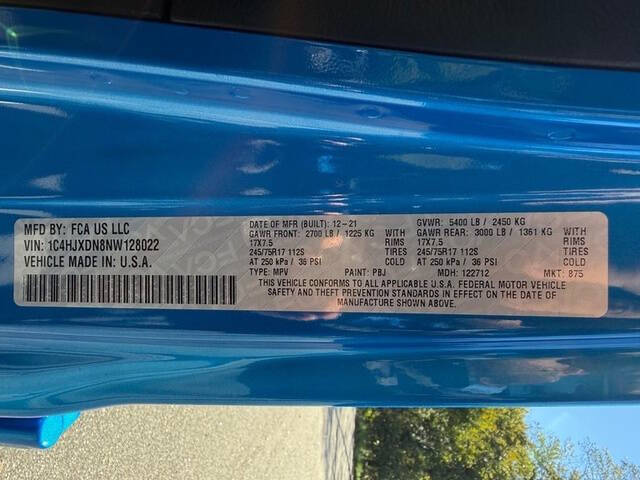 MFD BY: FCA US LLC
VIN: 1C4HJXDN8NW128022
VEHICLE MADE IN: U.S.A.
DATE OF MFR (BUILT): 12-21
GAWR FRONT: 2700 LB / 1225 KG WITH
17X7.5 RIMS
245/75R17 112S TIRES
AT 250 kPa / 36 PSI COLD
TYPE: MPV PAINT: PBJ
GVWR: 5400 LB / 2450 KG
GAWR REAR: 3000 LB / 1361 KG WITH
17X7.5 RIMS
245/75R17 112S TIRES
AT 250 kPa / 36 PSI COLD
MDH: 122712 MKT: 875
THIS VEHICLE CONFORMS TO ALL APPLICABLE U.S.A. FEDERAL MOTOR VEHICLE
SAFETY AND THEFT PREVENTION STANDARDS IN EFFECT ON THE DATE OF
MANUFACTURE SHOWN ABOVE.